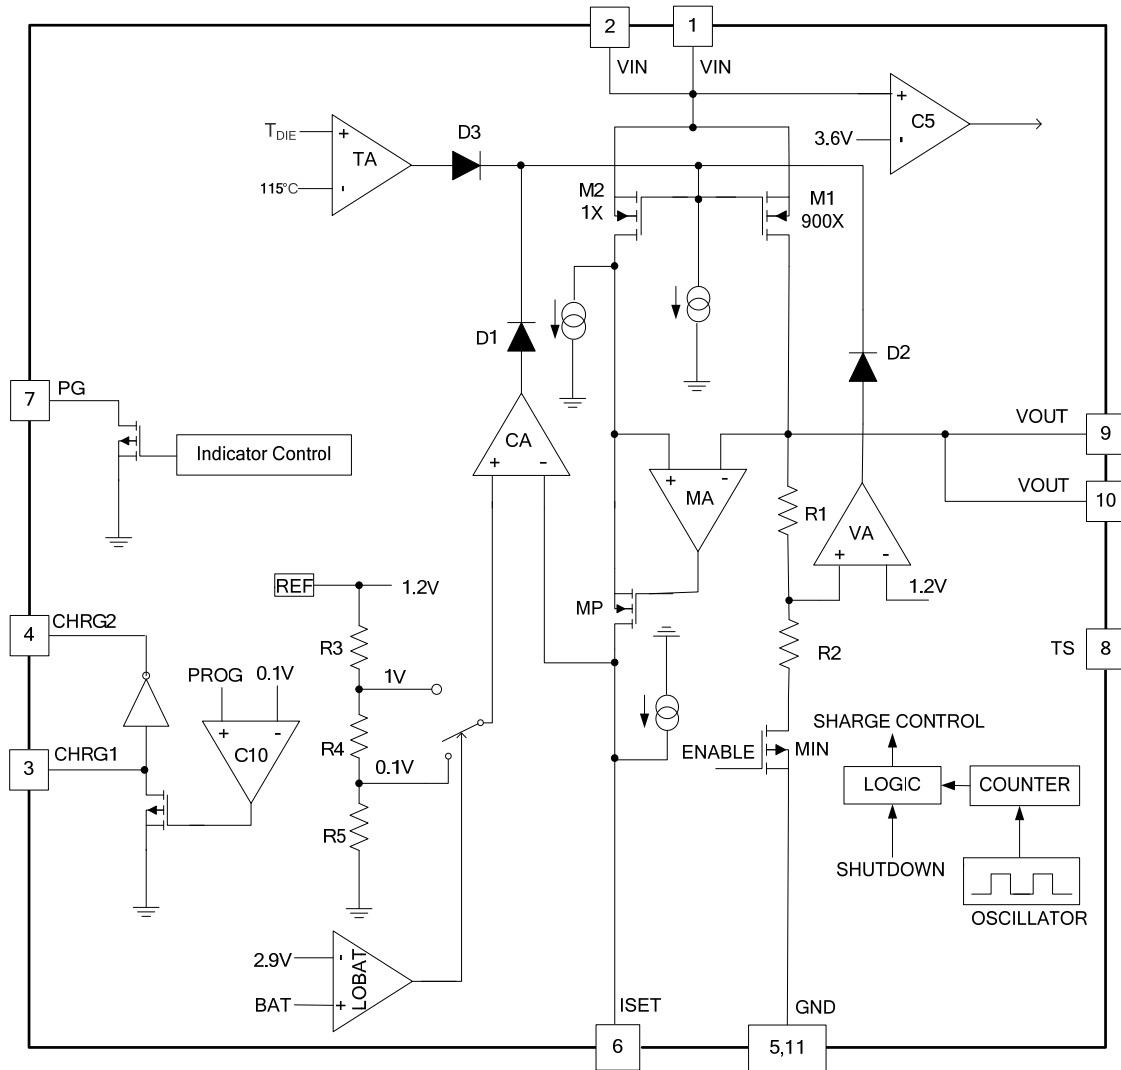 2
1
VIN
VIN
+
C5
3.6V
-
TDIE
+
TA
115°C
-
D3
M2
1X
M1
900X
D1
D2
7
PG
Indicator Control
CA
+
-
+
-
MA
VOUT
9
VOUT
10
R1
VA
+
-
1.2V
REF
1.2V
MP
4
CHRG2
R3
R2
TS
8
PROG
0.1V
1V
+
-
C10
SHARGE CONTROL
3
CHRG1
R4
ENABLE
MIN
0.1V
LOGIC
COUNTER
R5
SHUTDOWN
OSCILLATOR
2.9V
-
LOBAT
BAT
+
ISET
GND
6
5,11